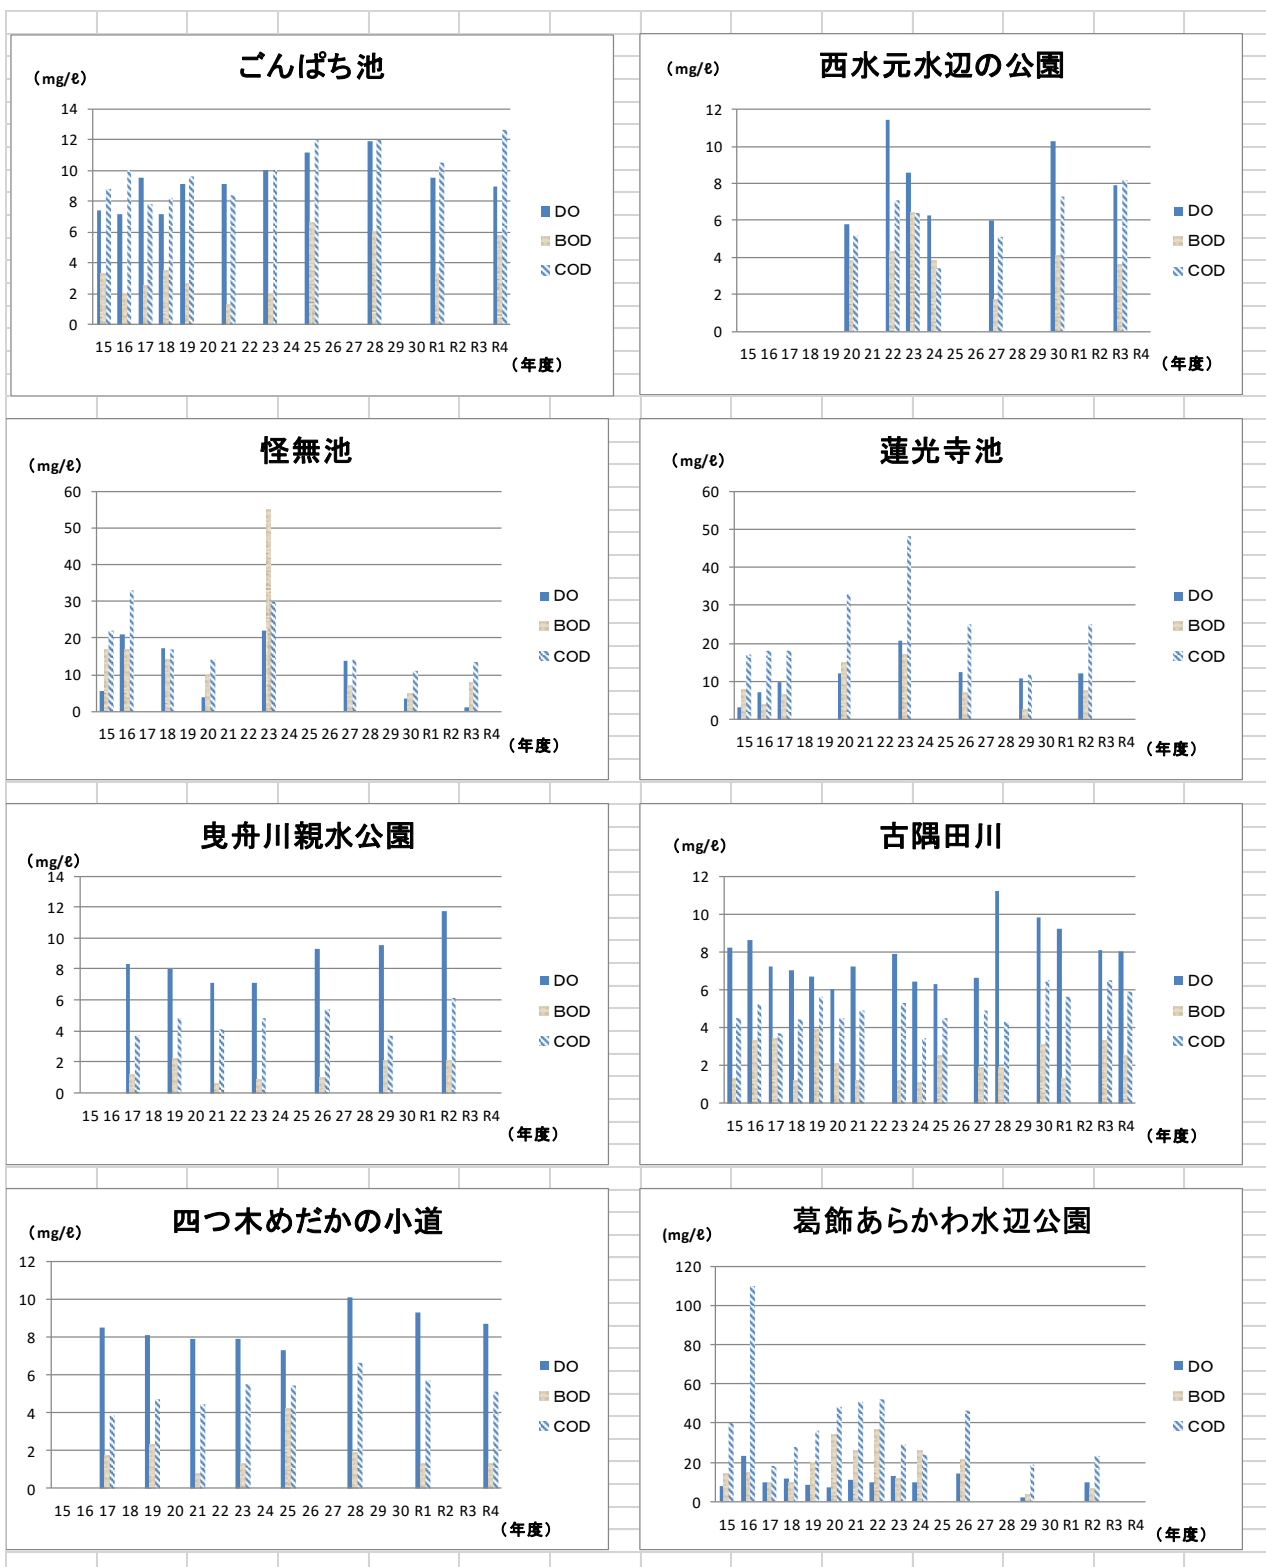 ごんぱち池
（mg/ℓ）
14
12
10
8
6
4
2
0
15 16 17 18 19 20 21 22 23 24 25 26 27 28 29 30 R1 R2 R3 R4
（年度）
DO
BOD
COD
西水元水辺の公園
（mg/ℓ）
12
10
8
6
4
2
0
15 16 17 18 19 20 21 22 23 24 25 26 27 28 29 30 R1 R2 R3 R4
（年度）
DO
BOD
COD
怪無池
（mg/ℓ）
60
50
40
30
20
10
0
15 16 17 18 19 20 21 22 23 24 25 26 27 28 29 30 R1 R2 R3 R4
（年度）
DO
BOD
COD
蓮光寺池
（mg/ℓ）
60
50
40
30
20
10
0
15 16 17 18 19 20 21 22 23 24 25 26 27 28 29 30 R1 R2 R3 R4
（年度）
DO
BOD
COD
曳舟川親水公園
（mg/ℓ）
14
12
10
8
6
4
2
0
15 16 17 18 19 20 21 22 23 24 25 26 27 28 29 30 R1 R2 R3 R4
（年度）
DO
BOD
COD
古隅田川
（mg/ℓ）
12
10
8
6
4
2
0
15 16 17 18 19 20 21 22 23 24 25 26 27 28 29 30 R1 R2 R3 R4
（年度）
DO
BOD
COD
四つ木めだかの小道
（mg/ℓ）
12
10
8
6
4
2
0
15 16 17 18 19 20 21 22 23 24 25 26 27 28 29 30 R1 R2 R3 R4
（年度）
DO
BOD
COD
葛飾あらかわ水辺公園
(mg/ℓ)
120
100
80
60
40
20
0
15 16 17 18 19 20 21 22 23 24 25 26 27 28 29 30 R1 R2 R3 R4
（年度）
DO
BOD
COD